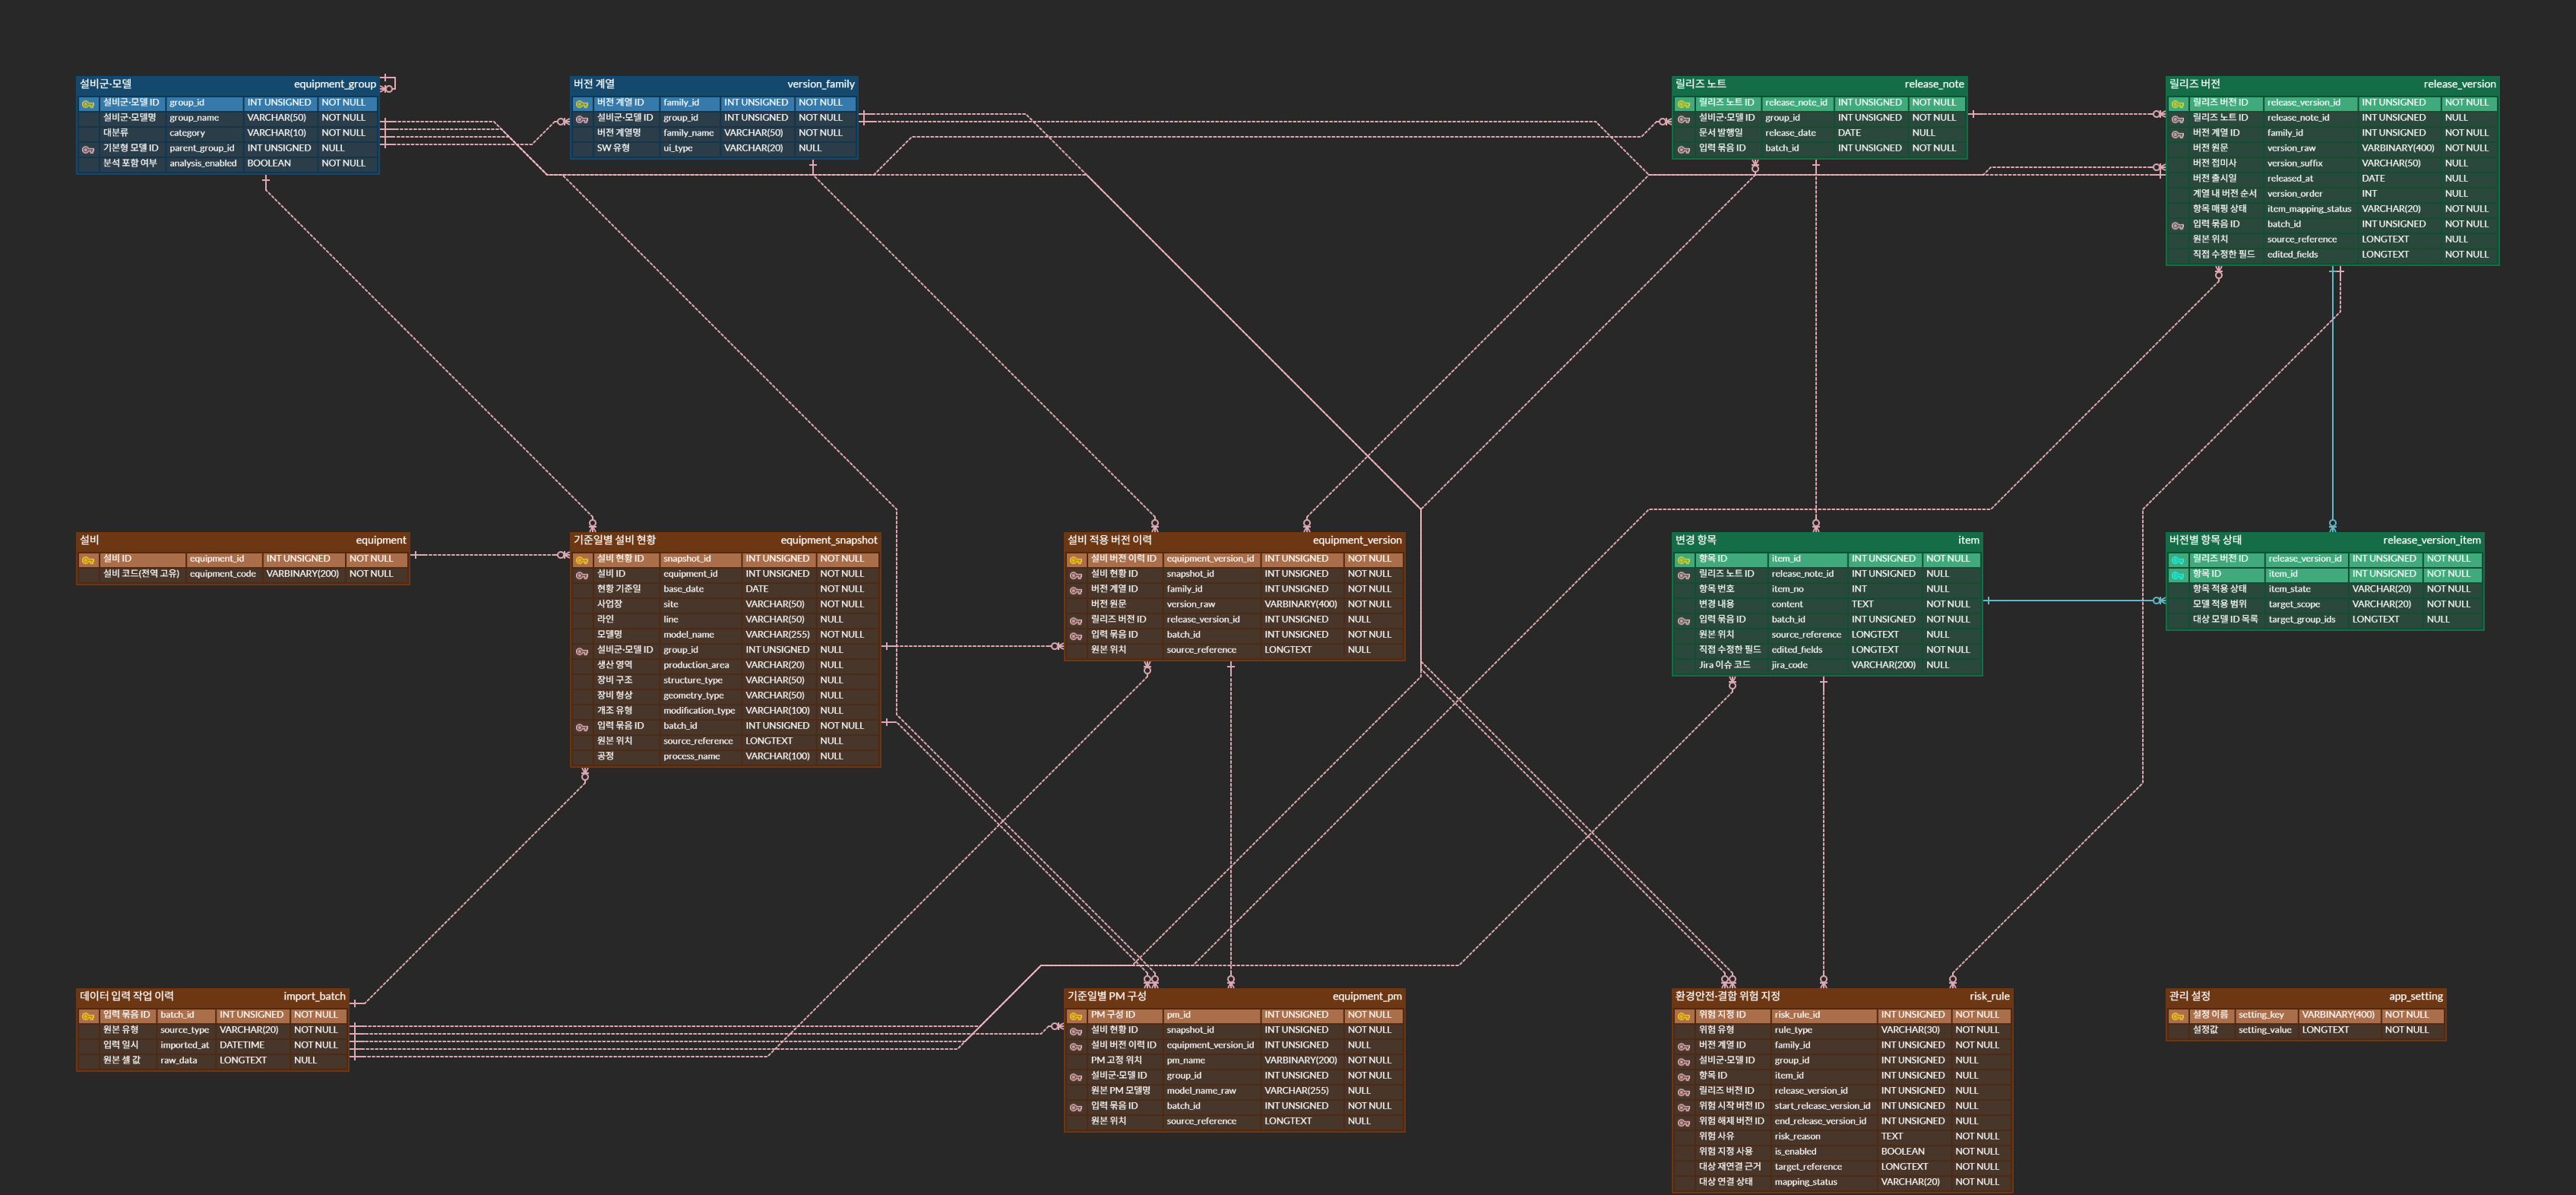 설비군·모델 equipment_group
설비군·모델 ID group_id INT UNSIGNED NOT NULL
설비군·모델명 group_name VARCHAR(50) NOT NULL
대분류 category VARCHAR(10) NOT NULL
기본형 모델 ID parent_group_id INT UNSIGNED NULL
분석 포함 여부 analysis_enabled BOOLEAN NOT NULL
버전 계열 version_family
버전 계열 ID family_id INT UNSIGNED NOT NULL
설비군·모델 ID group_id INT UNSIGNED NOT NULL
버전 계열명 family_name VARCHAR(50) NOT NULL
SW 유형 ui_type VARCHAR(20) NULL
릴리즈 노트 release_note
릴리즈 노트 ID release_note_id INT UNSIGNED NOT NULL
설비군·모델 ID group_id INT UNSIGNED NOT NULL
문서 발행일 release_date DATE NULL
입력 묶음 ID batch_id INT UNSIGNED NOT NULL
릴리즈 버전 release_version
릴리즈 버전 ID release_version_id INT UNSIGNED NOT NULL
릴리즈 노트 ID release_note_id INT UNSIGNED NULL
버전 계열 ID family_id INT UNSIGNED NOT NULL
버전 원문 version_raw VARBINARY(400) NOT NULL
버전 접미사 version_suffix VARCHAR(50) NULL
버전 출시일 released_at DATE NULL
계열 내 버전 순서 version_order INT NULL
항목 매핑 상태 item_mapping_status VARCHAR(20) NOT NULL
입력 묶음 ID batch_id INT UNSIGNED NOT NULL
원본 위치 source_reference LONGTEXT NULL
직접 수정한 필드 edited_fields LONGTEXT NOT NULL
설비 equipment
설비 ID equipment_id INT UNSIGNED NOT NULL
설비 코드(전역 고유) equipment_code VARBINARY(200) NOT NULL
기준일별 설비 현황 equipment_snapshot
설비 현황 ID snapshot_id INT UNSIGNED NOT NULL
설비 ID equipment_id INT UNSIGNED NOT NULL
현황 기준일 base_date DATE NOT NULL
사업장 site VARCHAR(50) NOT NULL
라인 line VARCHAR(50) NULL
모델명 model_name VARCHAR(255) NOT NULL
설비군·모델 ID group_id INT UNSIGNED NULL
생산 영역 production_area VARCHAR(20) NULL
장비 구조 structure_type VARCHAR(50) NULL
장비 형상 geometry_type VARCHAR(50) NULL
개조 유형 modification_type VARCHAR(100) NULL
입력 묶음 ID batch_id INT UNSIGNED NOT NULL
원본 위치 source_reference LONGTEXT NULL
공정 process_name VARCHAR(100) NULL
설비 적용 버전 이력 equipment_version
설비 버전 이력 ID equipment_version_id INT UNSIGNED NOT NULL
설비 현황 ID snapshot_id INT UNSIGNED NOT NULL
버전 계열 ID family_id INT UNSIGNED NOT NULL
버전 원문 version_raw VARBINARY(400) NOT NULL
릴리즈 버전 ID release_version_id INT UNSIGNED NULL
입력 묶음 ID batch_id INT UNSIGNED NOT NULL
원본 위치 source_reference LONGTEXT NULL
변경 항목 item
항목 ID item_id INT UNSIGNED NOT NULL
릴리즈 노트 ID release_note_id INT UNSIGNED NULL
항목 번호 item_no INT NULL
변경 내용 content TEXT NOT NULL
입력 묶음 ID batch_id INT UNSIGNED NOT NULL
원본 위치 source_reference LONGTEXT NULL
직접 수정한 필드 edited_fields LONGTEXT NOT NULL
Jira 이슈 코드 jira_code VARCHAR(200) NULL
버전별 항목 상태 release_version_item
릴리즈 버전 ID release_version_id INT UNSIGNED NOT NULL
항목 ID item_id INT UNSIGNED NOT NULL
항목 적용 상태 item_state VARCHAR(20) NOT NULL
모델 적용 범위 target_scope VARCHAR(20) NOT NULL
대상 모델 ID 목록 target_group_ids LONGTEXT NULL
데이터 입력 작업 이력 import_batch
입력 묶음 ID batch_id INT UNSIGNED NOT NULL
원본 유형 source_type VARCHAR(20) NOT NULL
입력 일시 imported_at DATETIME NOT NULL
원본 셀 값 raw_data LONGTEXT NULL
기준일별 PM 구성 equipment_pm
PM 구성 ID pm_id INT UNSIGNED NOT NULL
설비 현황 ID snapshot_id INT UNSIGNED NOT NULL
설비 버전 이력 ID equipment_version_id INT UNSIGNED NULL
PM 고정 위치 pm_name VARBINARY(200) NOT NULL
설비군·모델 ID group_id INT UNSIGNED NOT NULL
원본 PM 모델명 model_name_raw VARCHAR(255) NULL
입력 묶음 ID batch_id INT UNSIGNED NOT NULL
원본 위치 source_reference LONGTEXT NULL
환경안전·결함 위험 지정 risk_rule
위험 지정 ID risk_rule_id INT UNSIGNED NOT NULL
위험 유형 rule_type VARCHAR(30) NOT NULL
버전 계열 ID family_id INT UNSIGNED NOT NULL
설비군·모델 ID group_id INT UNSIGNED NULL
항목 ID item_id INT UNSIGNED NULL
릴리즈 버전 ID release_version_id INT UNSIGNED NULL
위험 시작 버전 ID start_release_version_id INT UNSIGNED NULL
위험 해제 버전 ID end_release_version_id INT UNSIGNED NULL
위험 사유 risk_reason TEXT NOT NULL
위험 지정 사용 is_enabled BOOLEAN NOT NULL
대상 재연결 근거 target_reference LONGTEXT NOT NULL
대상 연결 상태 mapping_status VARCHAR(20) NOT NULL
관리 설정 app_setting
설정 이름 setting_key VARBINARY(400) NOT NULL
설정값 setting_value LONGTEXT NOT NULL